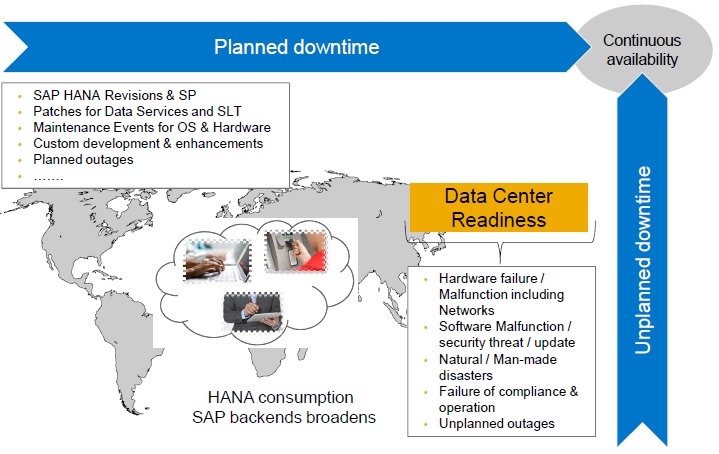 Planned downtime
Continuous
availability
• SAP HANA Revisions & SP
• Patches for Data Services and SLT
• Maintenance Events for OS & Hardware
• Custom development & enhancements
• Planned outages
• …….
Unplanned downtime
Data Center
Readiness
• Hardware failure /
Malfunction including
Networks
• Software Malfunction /
security threat / update
• Natural / Man-made
disasters
• Failure of compliance &
operation
• Unplanned outages
HANA consumption
SAP backends broadens